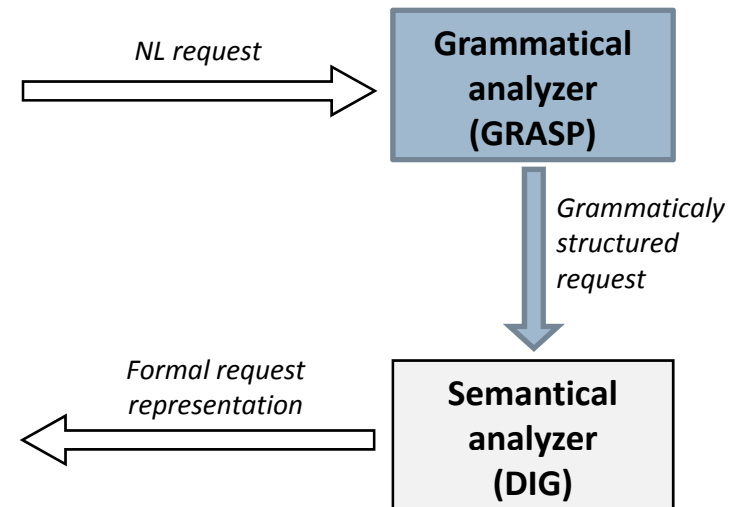 NL request
Grammatical
analyzer
(GRASP)
Grammaticaly
structured
request
Formal request
representation
Semantical
analyzer
(DIG)